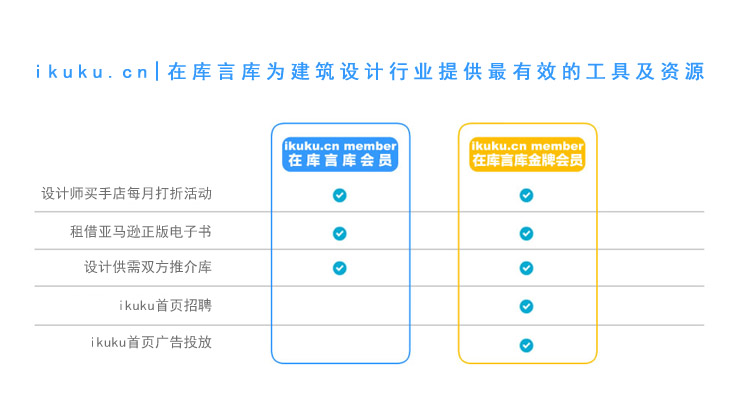 ikuku.cn|在库言库为建筑设计行业提供最有效的工具及资源
ikuku.cn member
在库言库会员
ikuku.cn member
在库言库金牌会员
设计师买手店每月打折活动
租借亚马逊正版电子书
设计供需双方推介库
ikuku首页招聘
ikuku首页广告投放